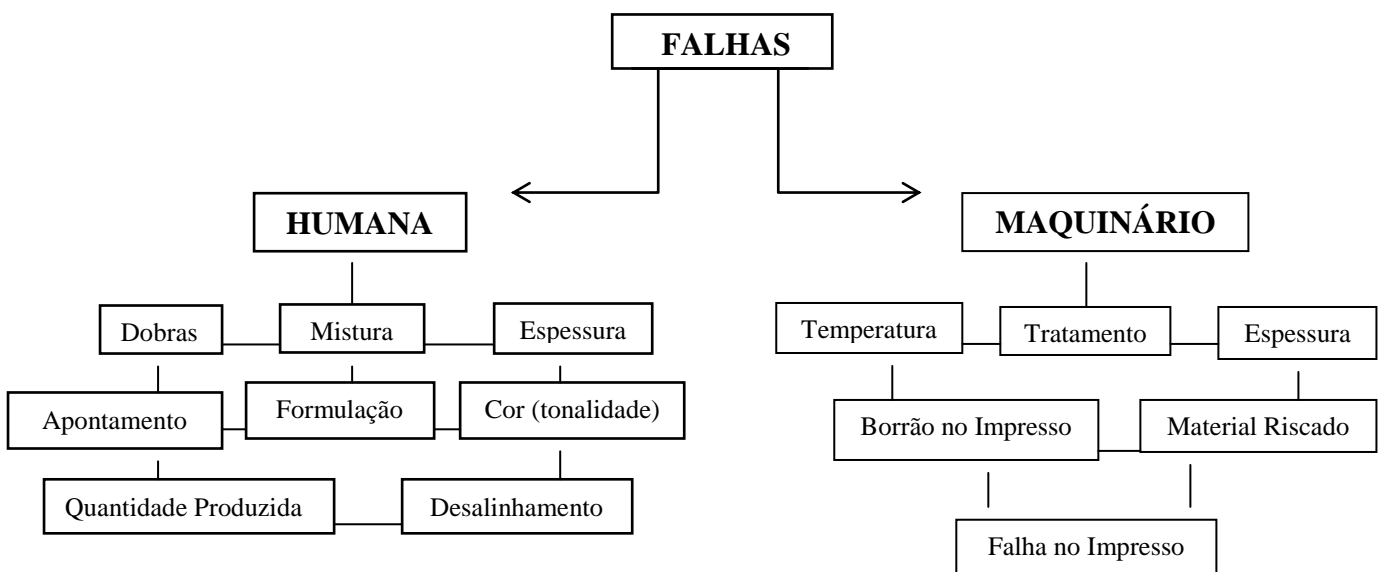 FALHAS
HUMANA
MAQUINÁRIO
Dobras
Mistura
Espessura
Temperatura
Tratamento
Espessura
Apontamento
Formulação
Cor (tonalidade)
Borrão no Impresso
Material Riscado
Quantidade Produzida
Desalinhamento
Falha no Impresso